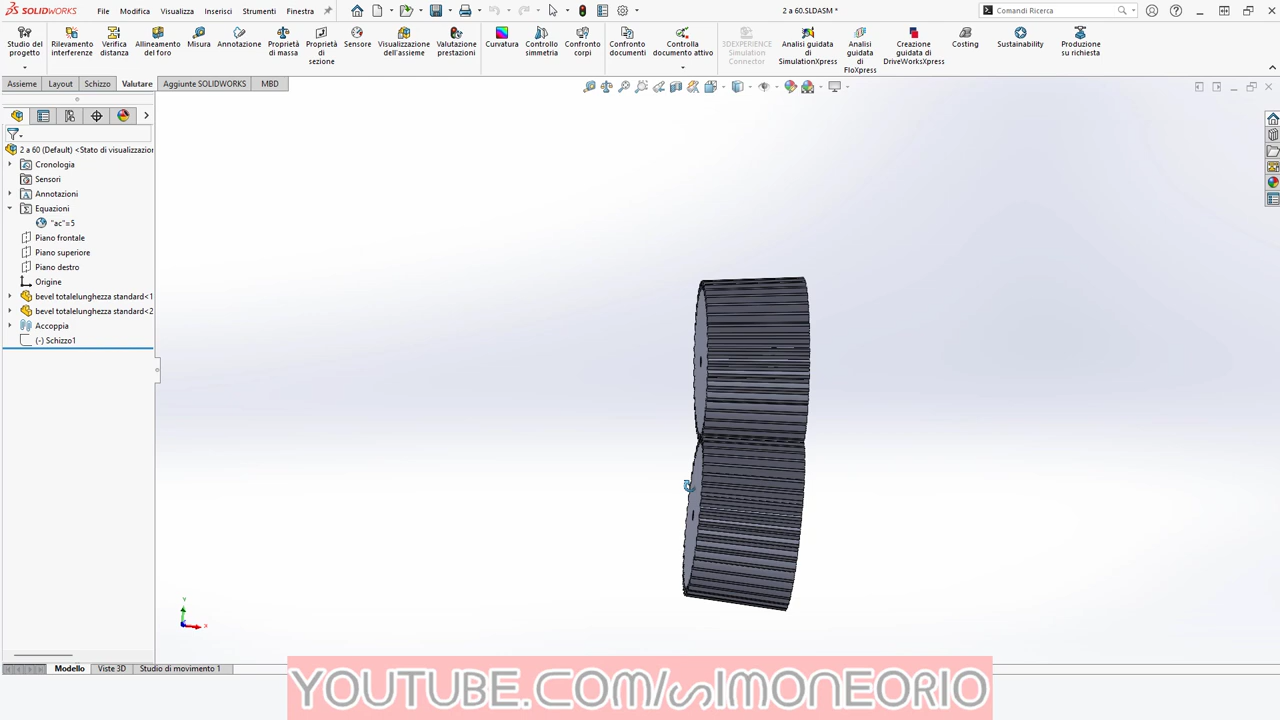 SOLIDWORKS File Modifica Visualizza Inserisci Strumenti Finestra 2 a 60.SLDASM * Comandi Ricerca
Studio del progetto
Rilevamento interferenze
Verifica distanza
Allineamento del foro
Misura
Annotazione
Proprietà di massa
Proprietà di sezione
Sensore
Visualizzazione dell'assieme
Valutazione prestazioni
Curvatura
Controllo simmetria
Confronto corpi
Confronto documenti
Controlla documento attivo
3DEXPERIENCE Simulation Connector
Analisi guidata di SimulationXpress
Analisi guidata di FloXpress
Creazione guidata di DriveWorksXpress
Costing
Sustainability
Produzione su richiesta
Assieme Layout Schizzo Valutare Aggiunte SOLIDWORKS MBD
2 a 60 (Default) <Stato di visualizzazion
Cronologia
Sensori
Annotazioni
Equazioni
"ac"=5
Piano frontale
Piano superiore
Piano destro
Origine
bevel totalelunghezza standard<1
bevel totalelunghezza standard<2
Accoppia
(-) Schizzo1
Y
X
Modello Viste 3D Studio di movimento 1
YOUTUBE.COM/SIMONEORIO